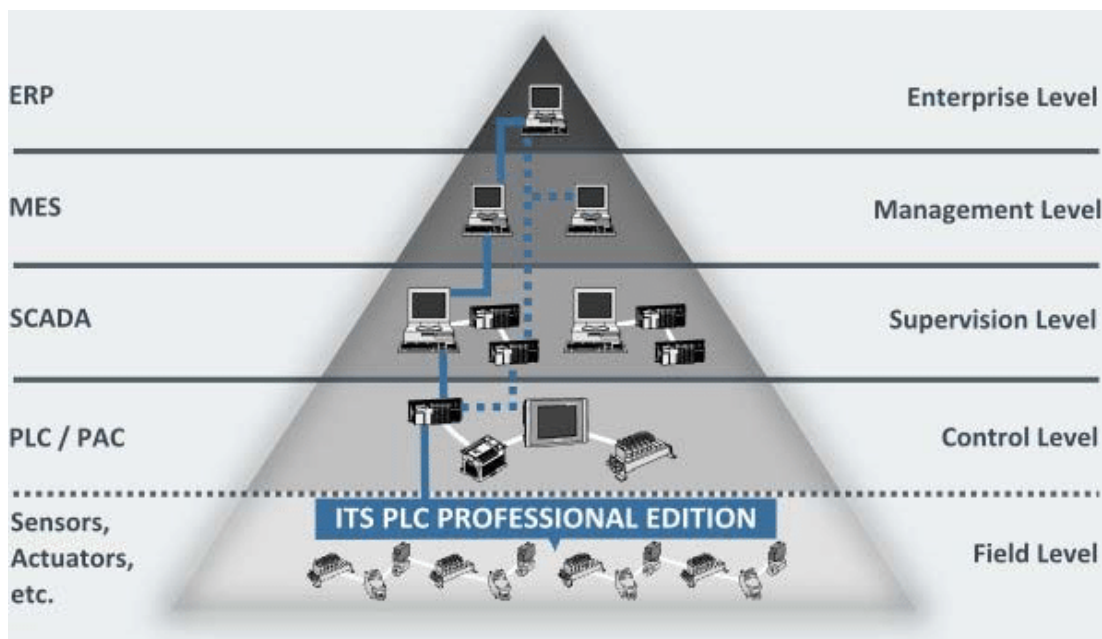 ERP
Enterprise Level
MES
Management Level
SCADA
Supervision Level
PLC / PAC
Control Level
ITS PLC PROFESSIONAL EDITION
Sensors,
Actuators,
etc.
Field Level